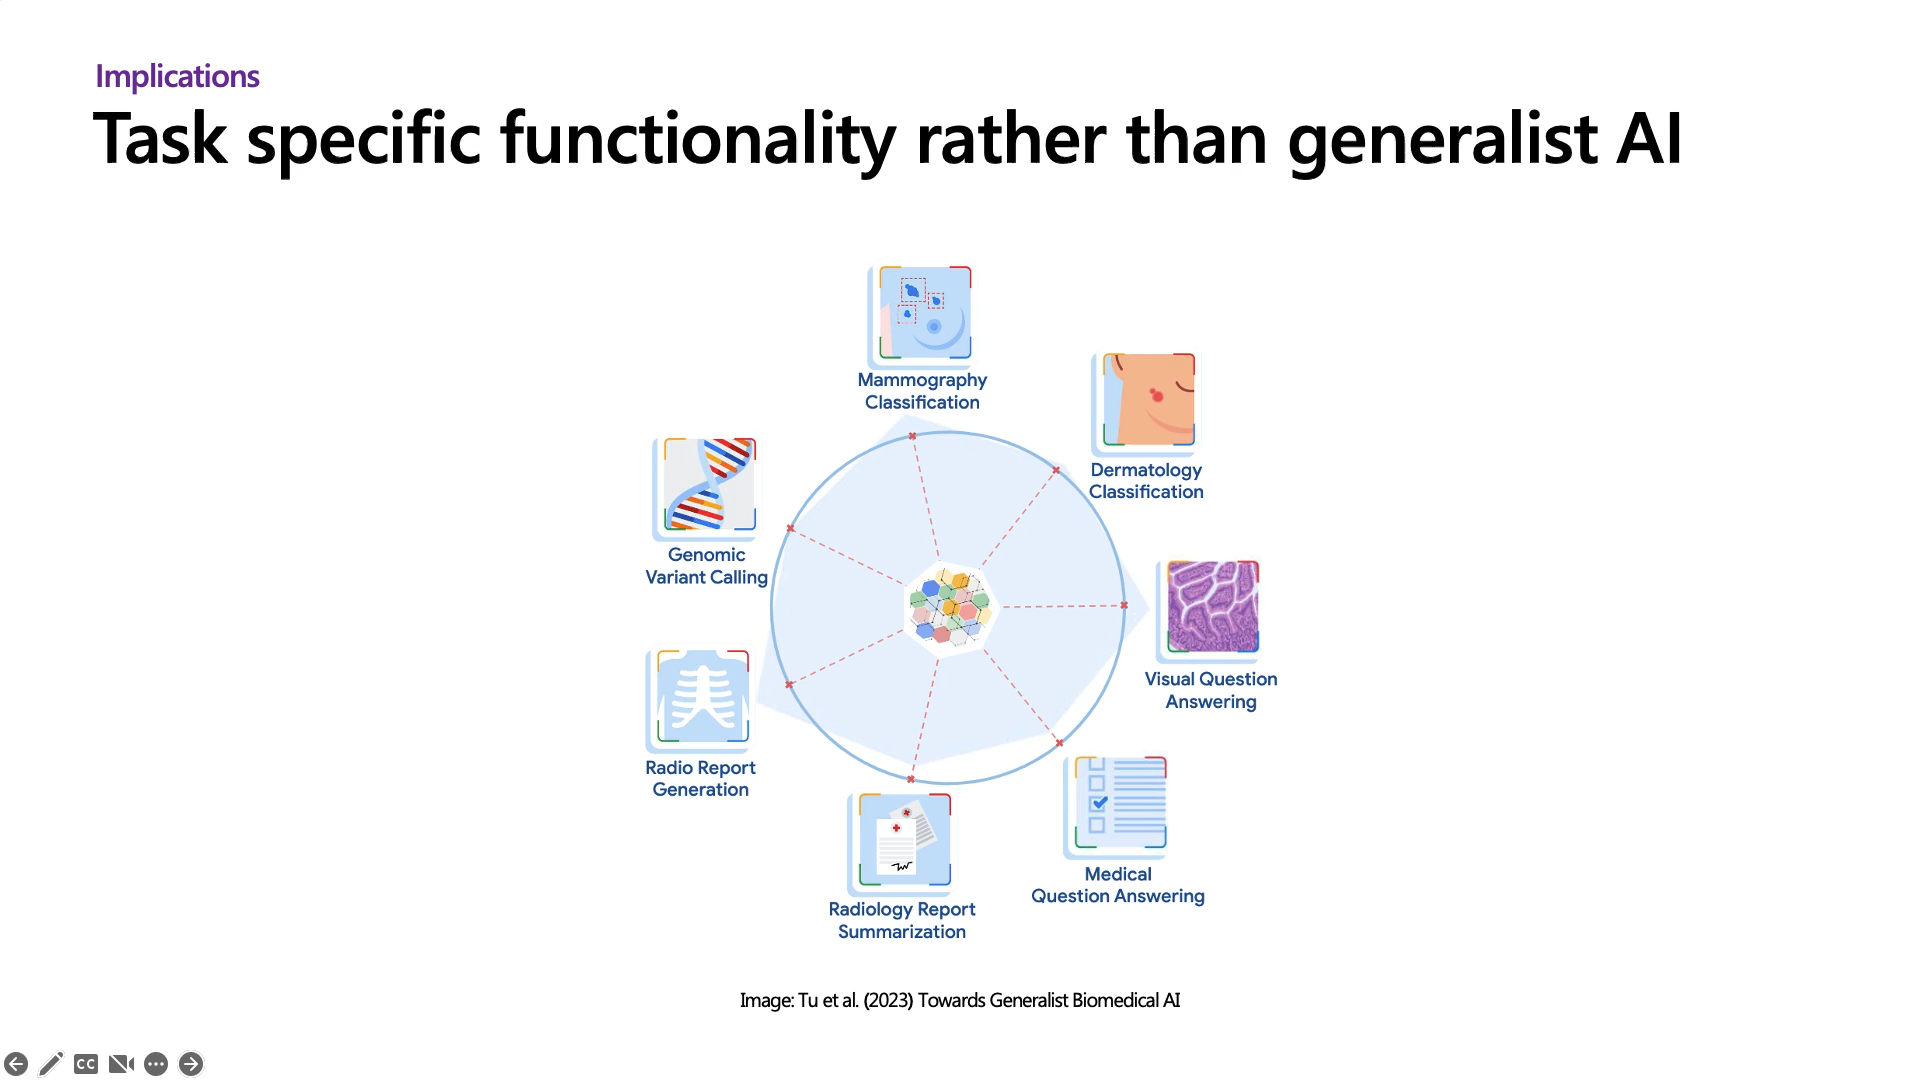 Implications
Task specific functionality rather than generalist AI
Mammography
Classification
Dermatology
Classification
Genomic
Variant Calling
Visual Question
Answering
Radio Report
Generation
Medical
Question Answering
Radiology Report
Summarization
Image: Tu et al. (2023) Towards Generalist Biomedical AI
CC